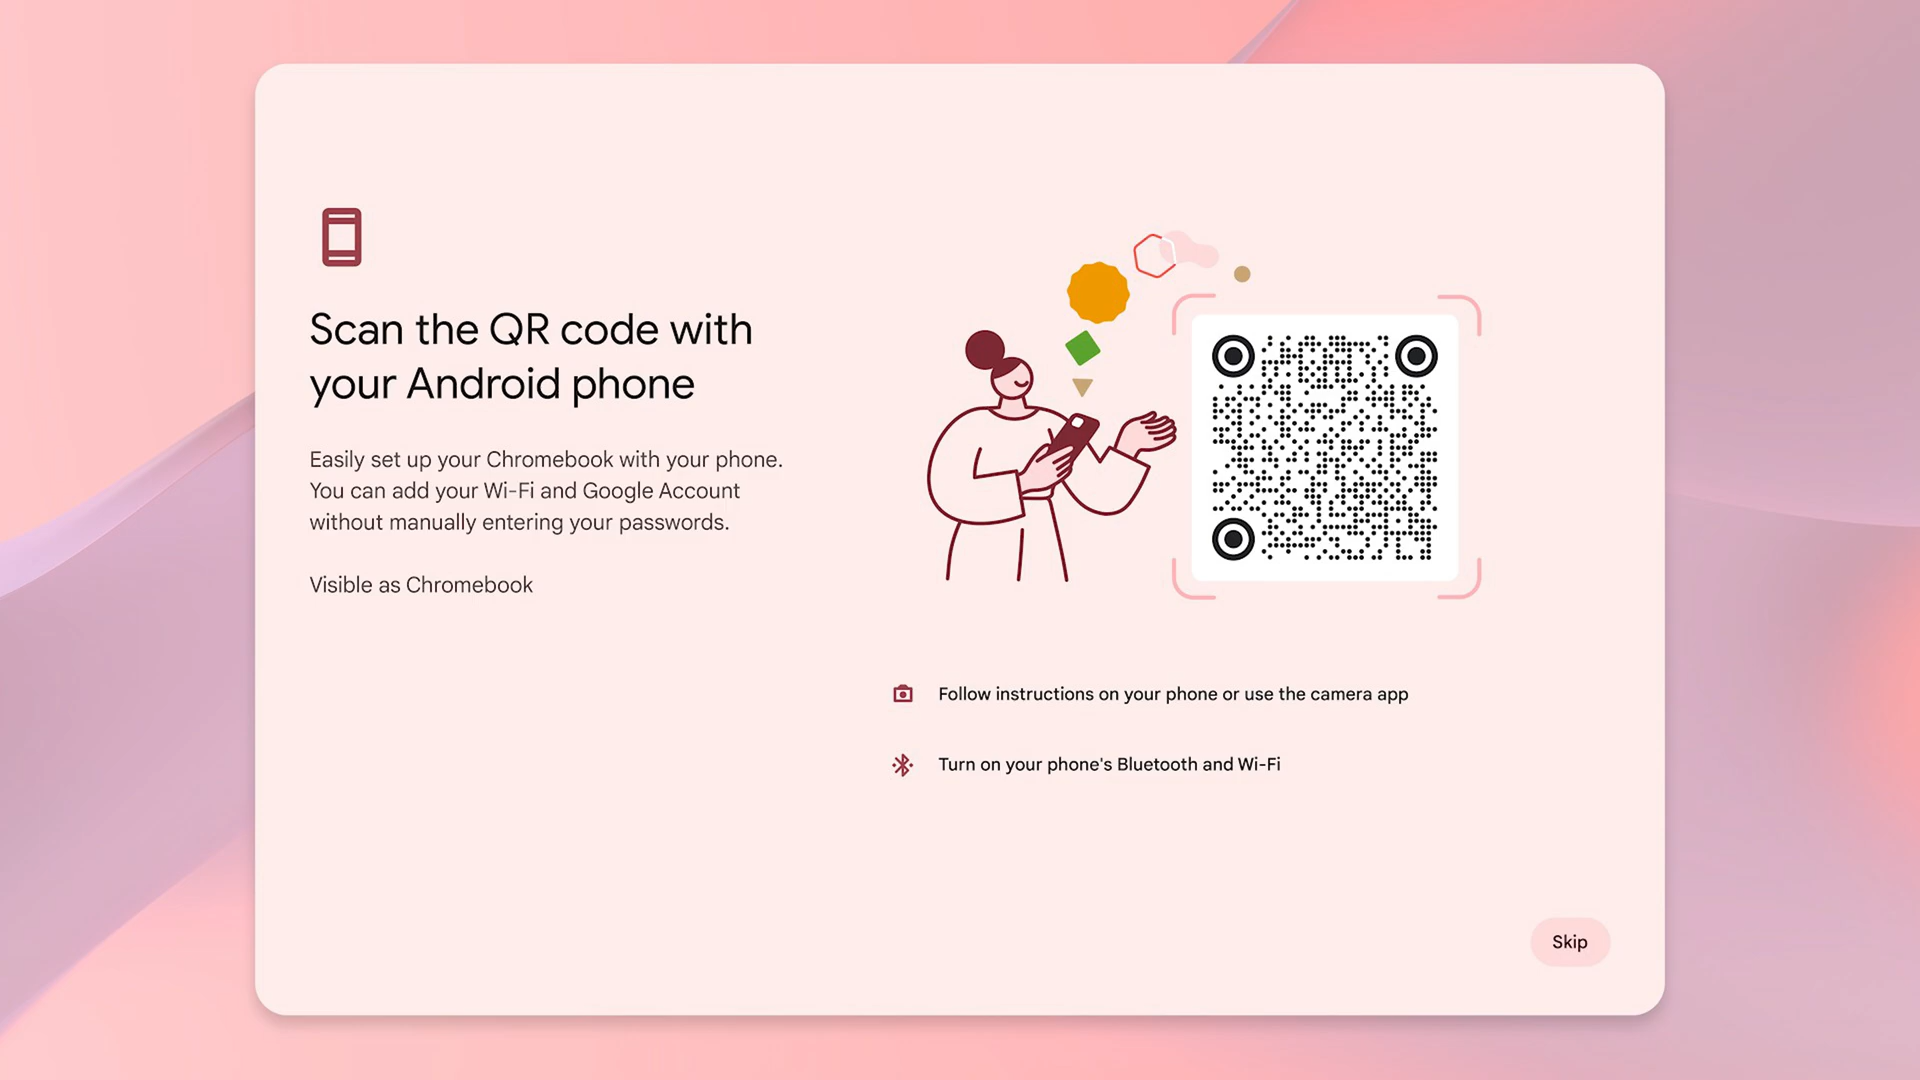 Scan the QR code with
your Android phone
Easily set up your Chromebook with your phone.
You can add your Wi-Fi and Google Account
without manually entering your passwords.
Visible as Chromebook
Follow instructions on your phone or use the camera app
Turn on your phone's Bluetooth and Wi-Fi
Skip